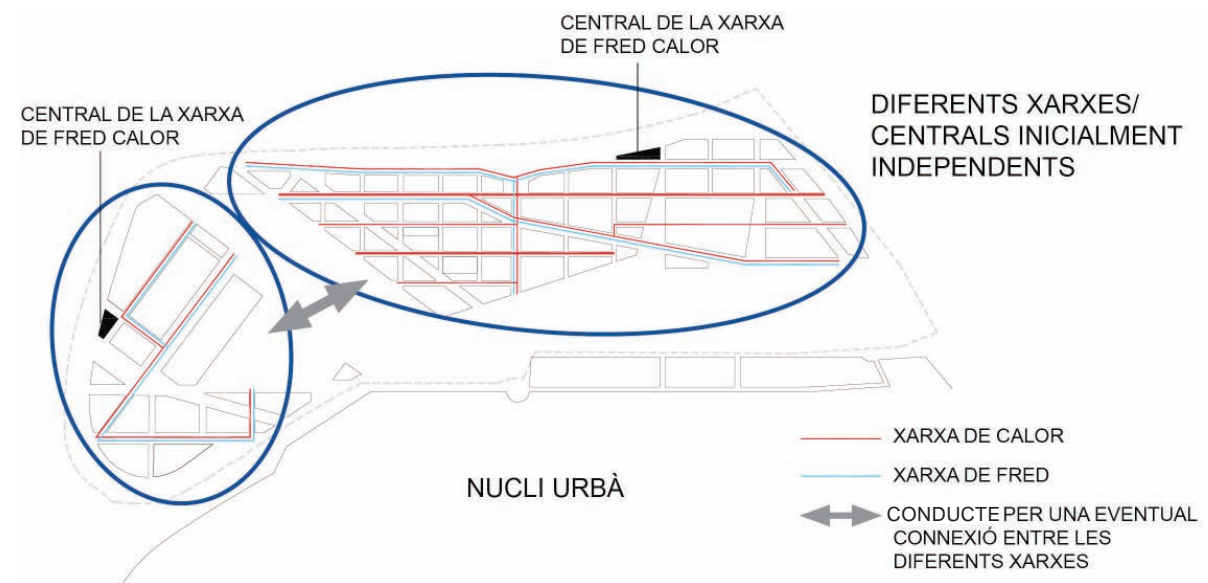 CENTRAL DE LA XARXA
DE FRED CALOR
CENTRAL DE LA XARXA
DE FRED CALOR
DIFERENTS XARXES/
CENTRALS INICIALMENT
INDEPENDENTS
XARXA DE CALOR
XARXA DE FRED
NUCLI URBÀ
CONDUCTE PER UNA EVENTUAL
CONNEXIÓ ENTRE LES
DIFERENTS XARXES